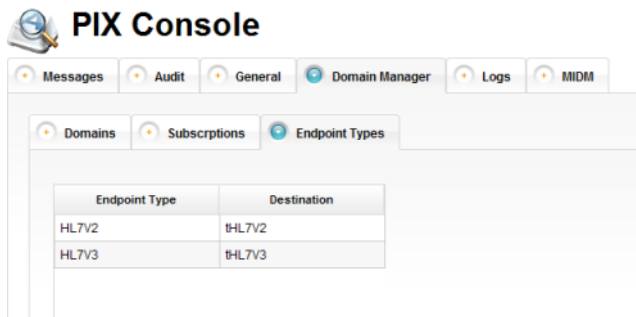 PIX Console
Messages Audit General Domain Manager Logs MIDM
Domains Subscrptions Endpoint Types
Endpoint Type Destination
HL7V2 tHL7V2
HL7V3 tHL7V3